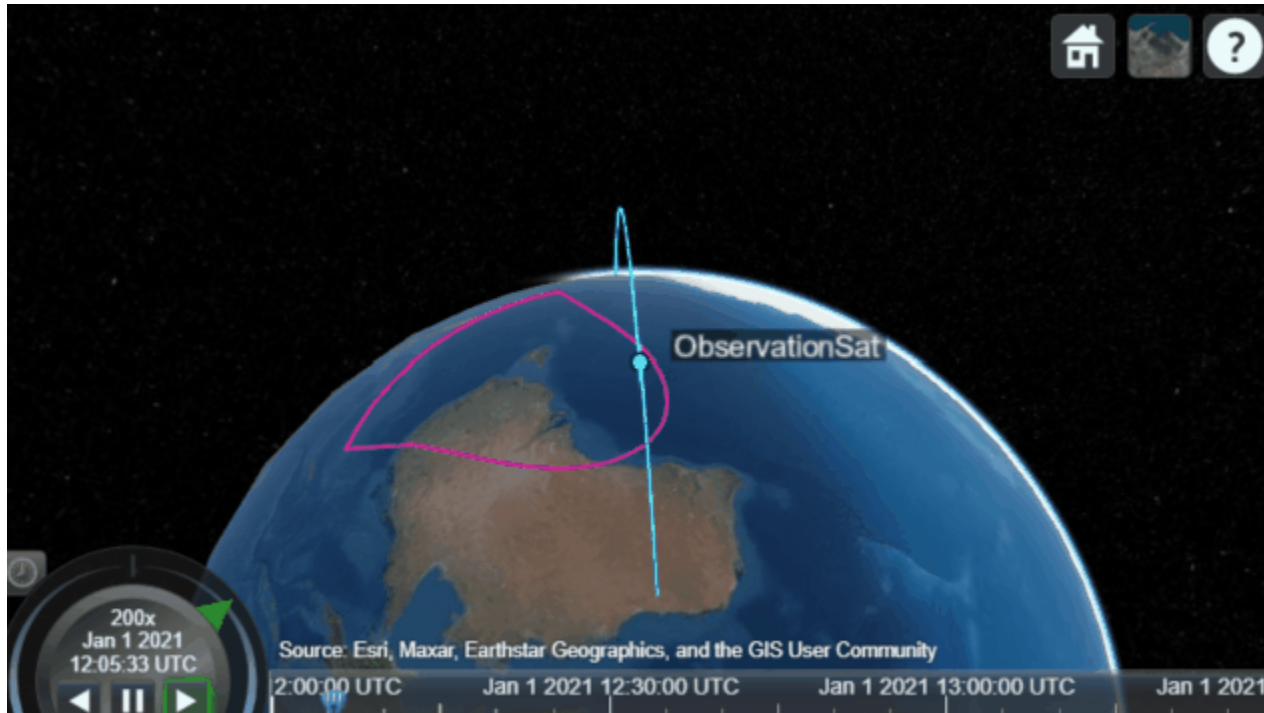 ?
ObservationSat
200x
Jan 1 2021
12:05:33 UTC
Source: Esri, Maxar, Earthstar Geographics, and the GIS User Community
2:00:00 UTC
Jan 1 2021 12:30:00 UTC
Jan 1 2021 13:00:00 UTC
Jan 1 2021